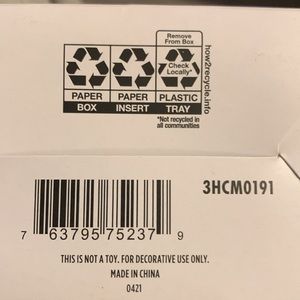 Remove
From Box
Check
Locally*
how2recycle.info
PAPER PAPER PLASTIC
BOX INSERT TRAY
*Not recycled in
all communities
3HCM0191
7 63795 75237 9
THIS IS NOT A TOY. FOR DECORATIVE USE ONLY.
MADE IN CHINA
0421